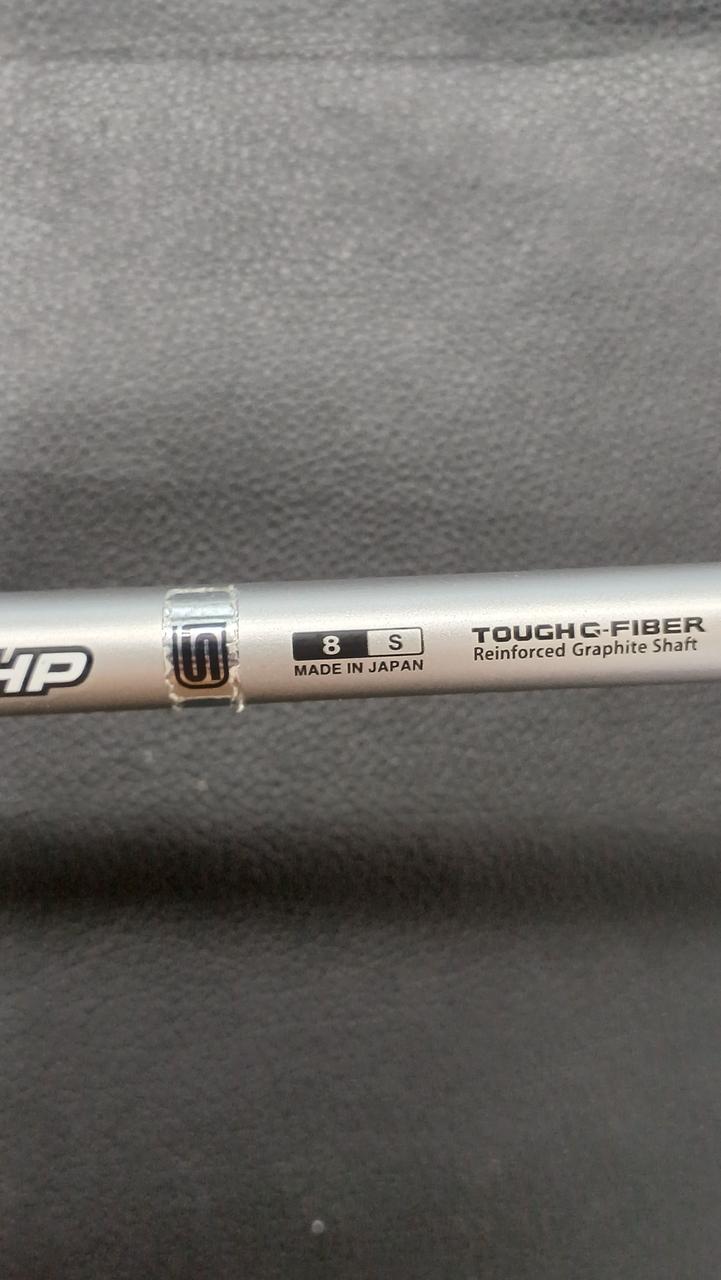 HP
S
8 S
MADE IN JAPAN
TOUGH G-FIBER
Reinforced Graphite Shaft